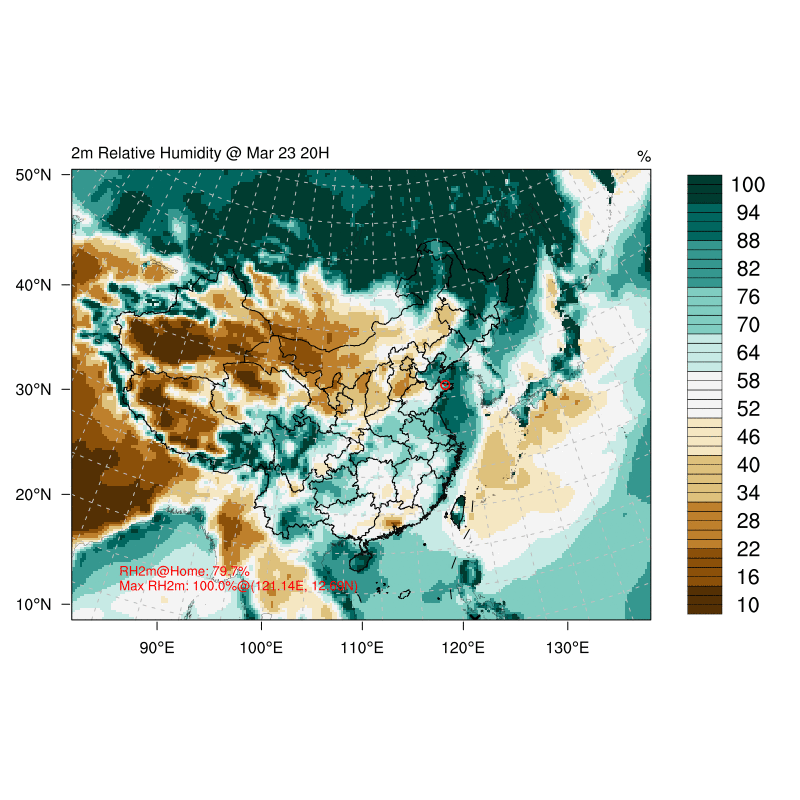 2m Relative Humidity @ Mar 23 20H
%
50°N
40°N
30°N
20°N
10°N
90°E
100°E
110°E
120°E
130°E
100
94
88
82
76
70
64
58
52
46
40
34
28
22
16
10
RH2m@Home: 79.7%
Max RH2m: 100.0%@(121.14E,